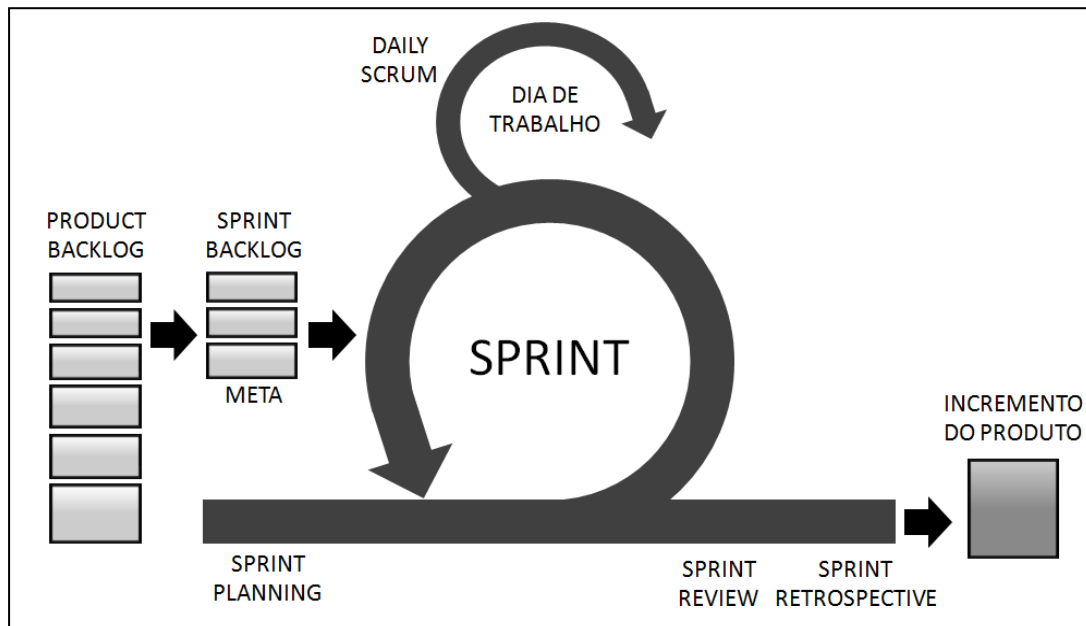 DAILY
SCRUM
DIA DE
TRABALHO
PRODUCT
BACKLOG
SPRINT
BACKLOG
META
SPRINT
INCREMENTO
DO PRODUTO
SPRINT
PLANNING
SPRINT
REVIEW
SPRINT
RETROSPECTIVE